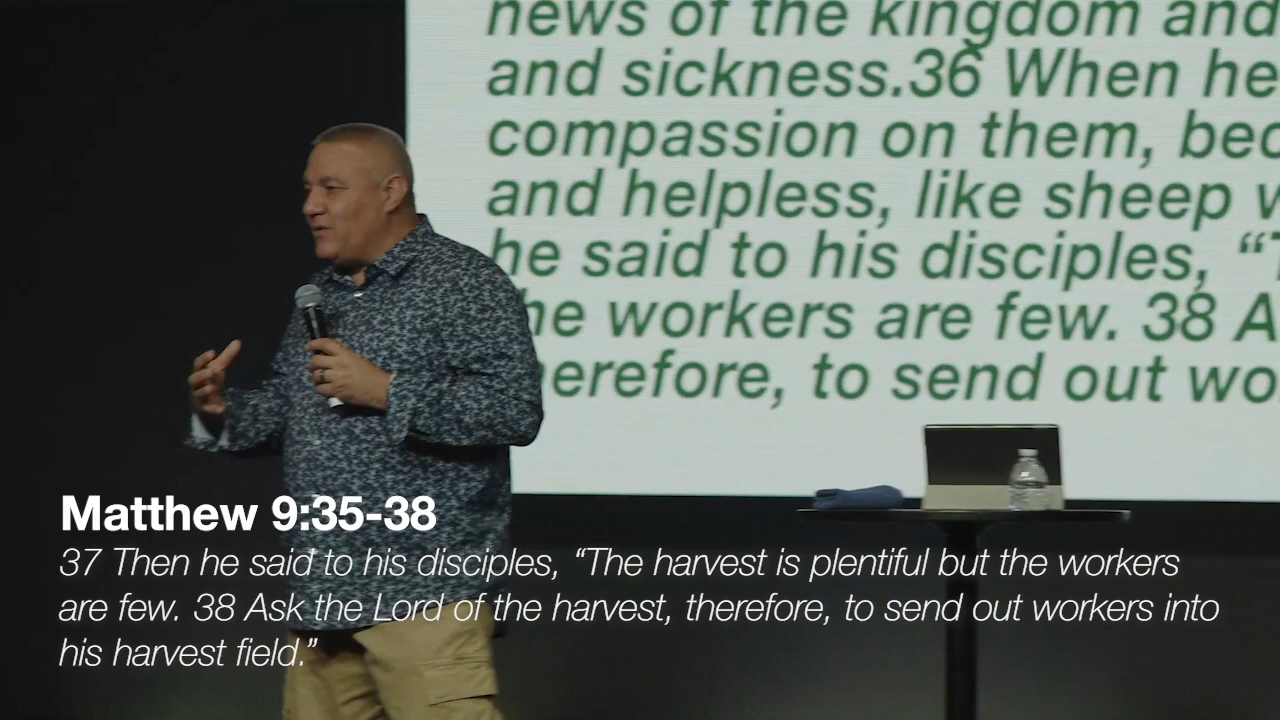 news of the kingdom and
and sickness.36 When he
compassion on them, bec
and helpless, like sheep w
he said to his disciples, “T
he workers are few. 38 A
herefore, to send out wo
Matthew 9:35-38
37 Then he said to his disciples, “The harvest is plentiful but the workers
are few. 38 Ask the Lord of the harvest, therefore, to send out workers into
his harvest field.”